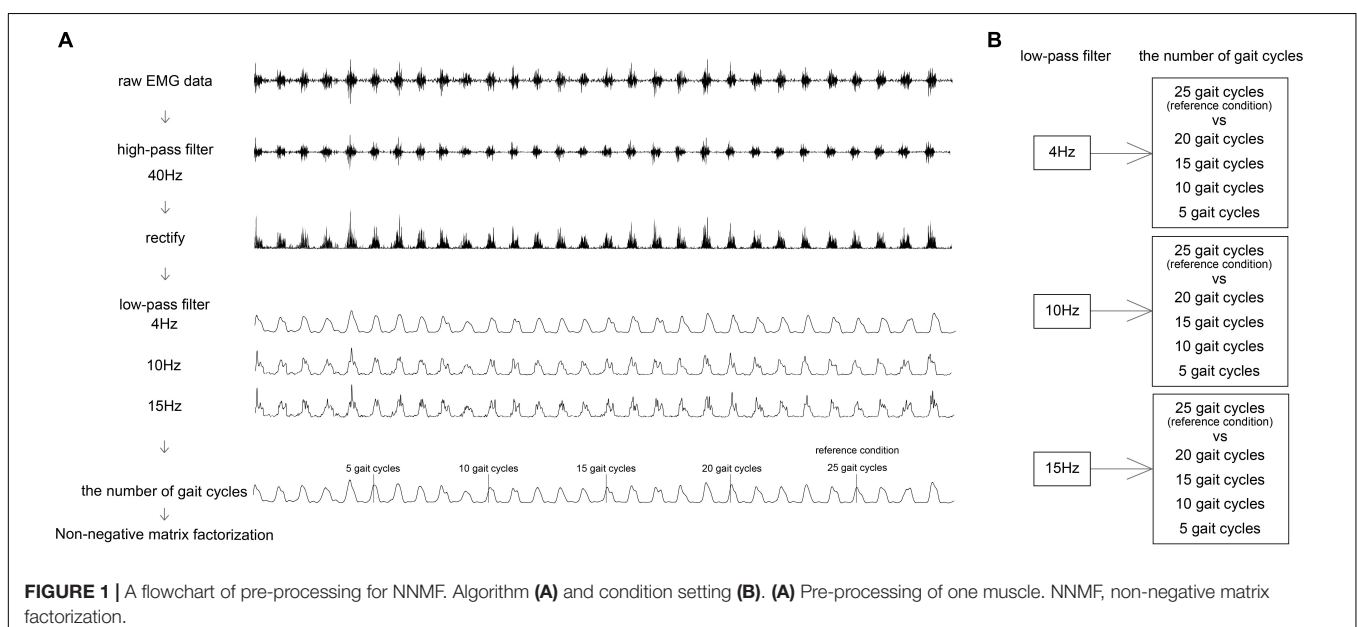 A
raw EMG data
↓
high-pass filter
40Hz
↓
rectify
↓
low-pass filter
4Hz
10Hz
15Hz
↓
reference condition
5 gait cycles 10 gait cycles 15 gait cycles 20 gait cycles 25 gait cycles
the number of gait cycles
↓
Non-negative matrix factorization
B
low-pass filter the number of gait cycles
4Hz
25 gait cycles
(reference condition)
vs
20 gait cycles
15 gait cycles
10 gait cycles
5 gait cycles
10Hz
25 gait cycles
(reference condition)
vs
20 gait cycles
15 gait cycles
10 gait cycles
5 gait cycles
15Hz
25 gait cycles
(reference condition)
vs
20 gait cycles
15 gait cycles
10 gait cycles
5 gait cycles
FIGURE 1 | A flowchart of pre-processing for NNMF. Algorithm (A) and condition setting (B). (A) Pre-processing of one muscle. NNMF, non-negative matrix
factorization.